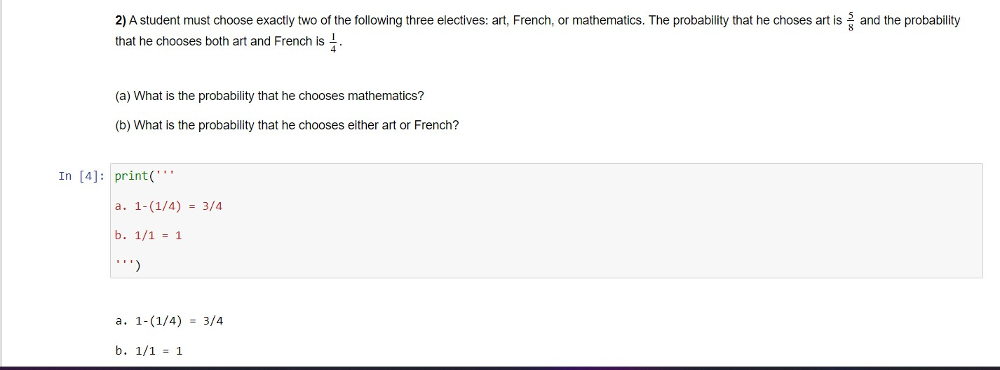 2) A student must choose exactly two of the following three electives: art, French, or mathematics. The probability that he choses art is 5/8 and the probability
that he chooses both art and French is 1/4.
(a) What is the probability that he chooses mathematics?
(b) What is the probability that he chooses either art or French?
In [4]: print('''
a. 1-(1/4) = 3/4
b. 1/1 = 1
''')
a. 1-(1/4) = 3/4
b. 1/1 = 1